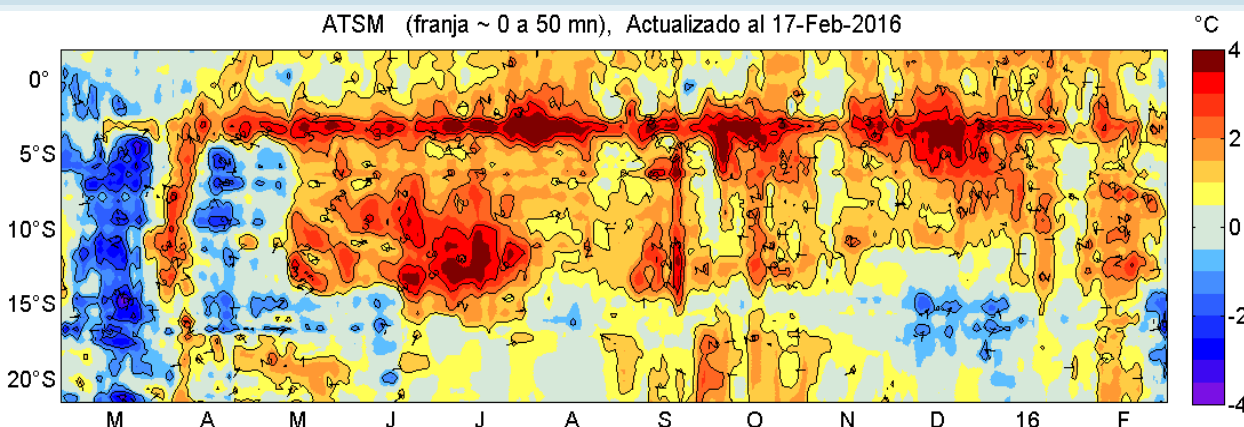 ATSM (franja ~ 0 a 50 mn), Actualizado al 17-Feb-2016
°C
4
2
0
-2
-4
0°
5°S
10°S
15°S
20°S
M A M J J A S O N D 16 F